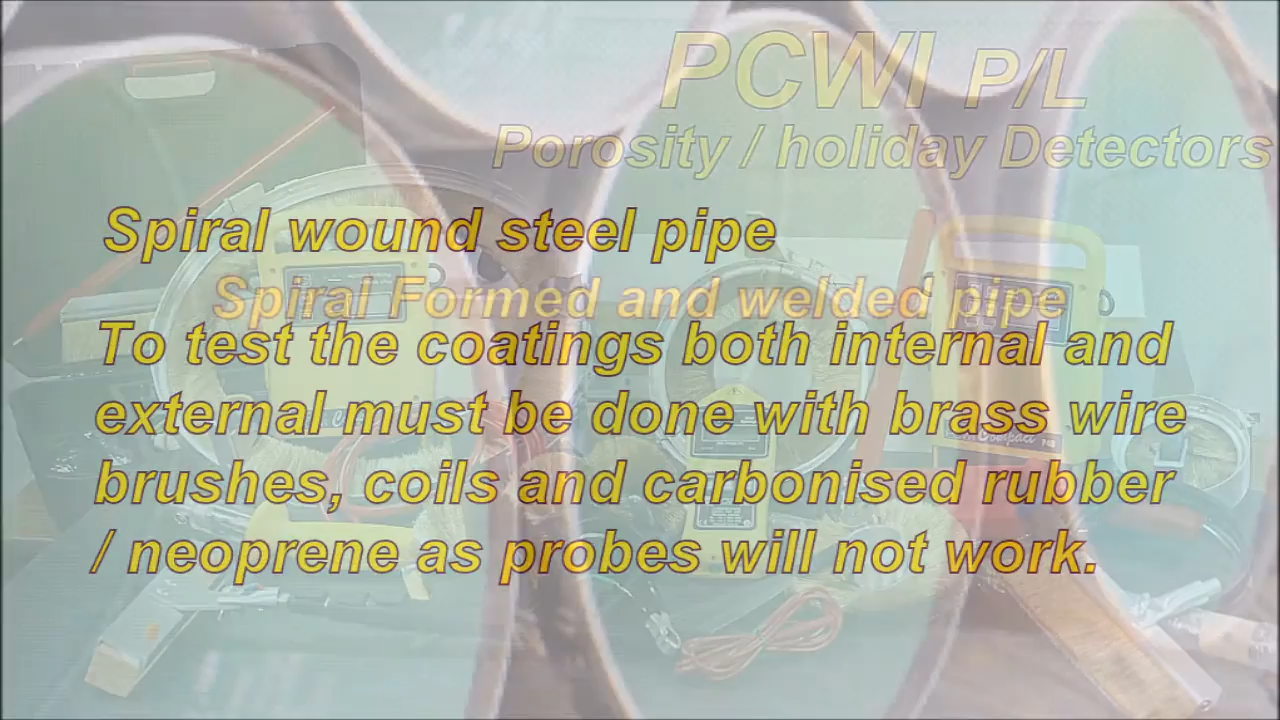 PCWI P/L
Porosity / holiday Detectors
Spiral wound steel pipe
Spiral Formed and welded pipe
To test the coatings both internal and
external must be done with brass wire
brushes, coils and carbonised rubber
/ neoprene as probes will not work.
Compact